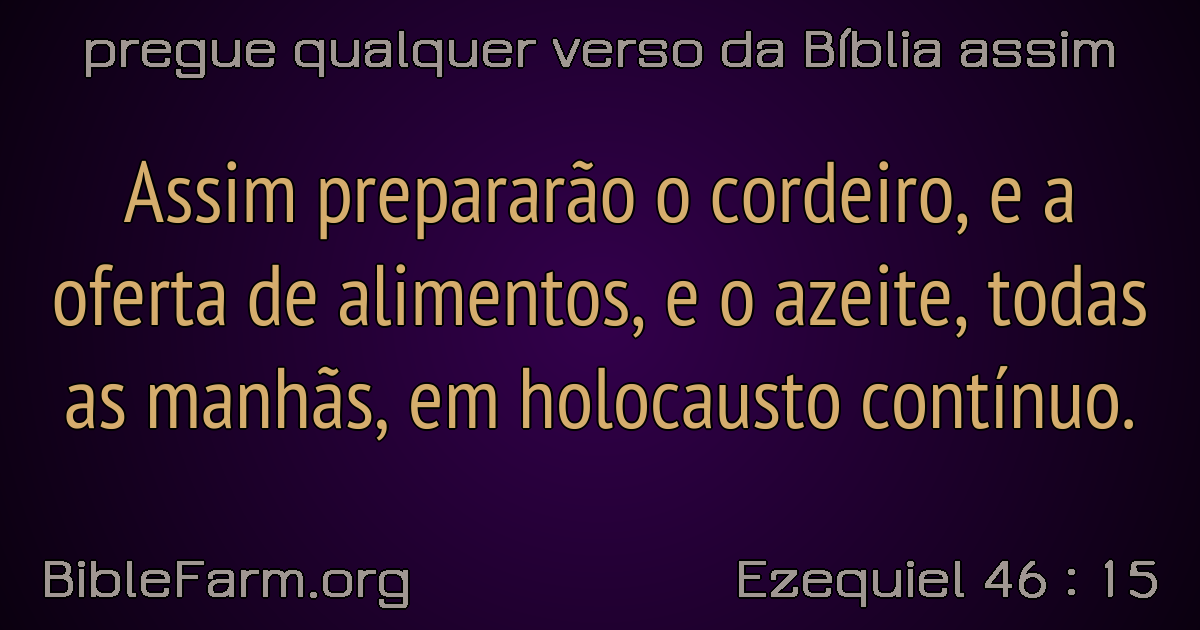 pregue qualquer verso da Bíblia assim
Assim prepararão o cordeiro, e a
oferta de alimentos, e o azeite, todas
as manhãs, em holocausto contínuo.
BibleFarm.org
Ezequiel 46 : 15